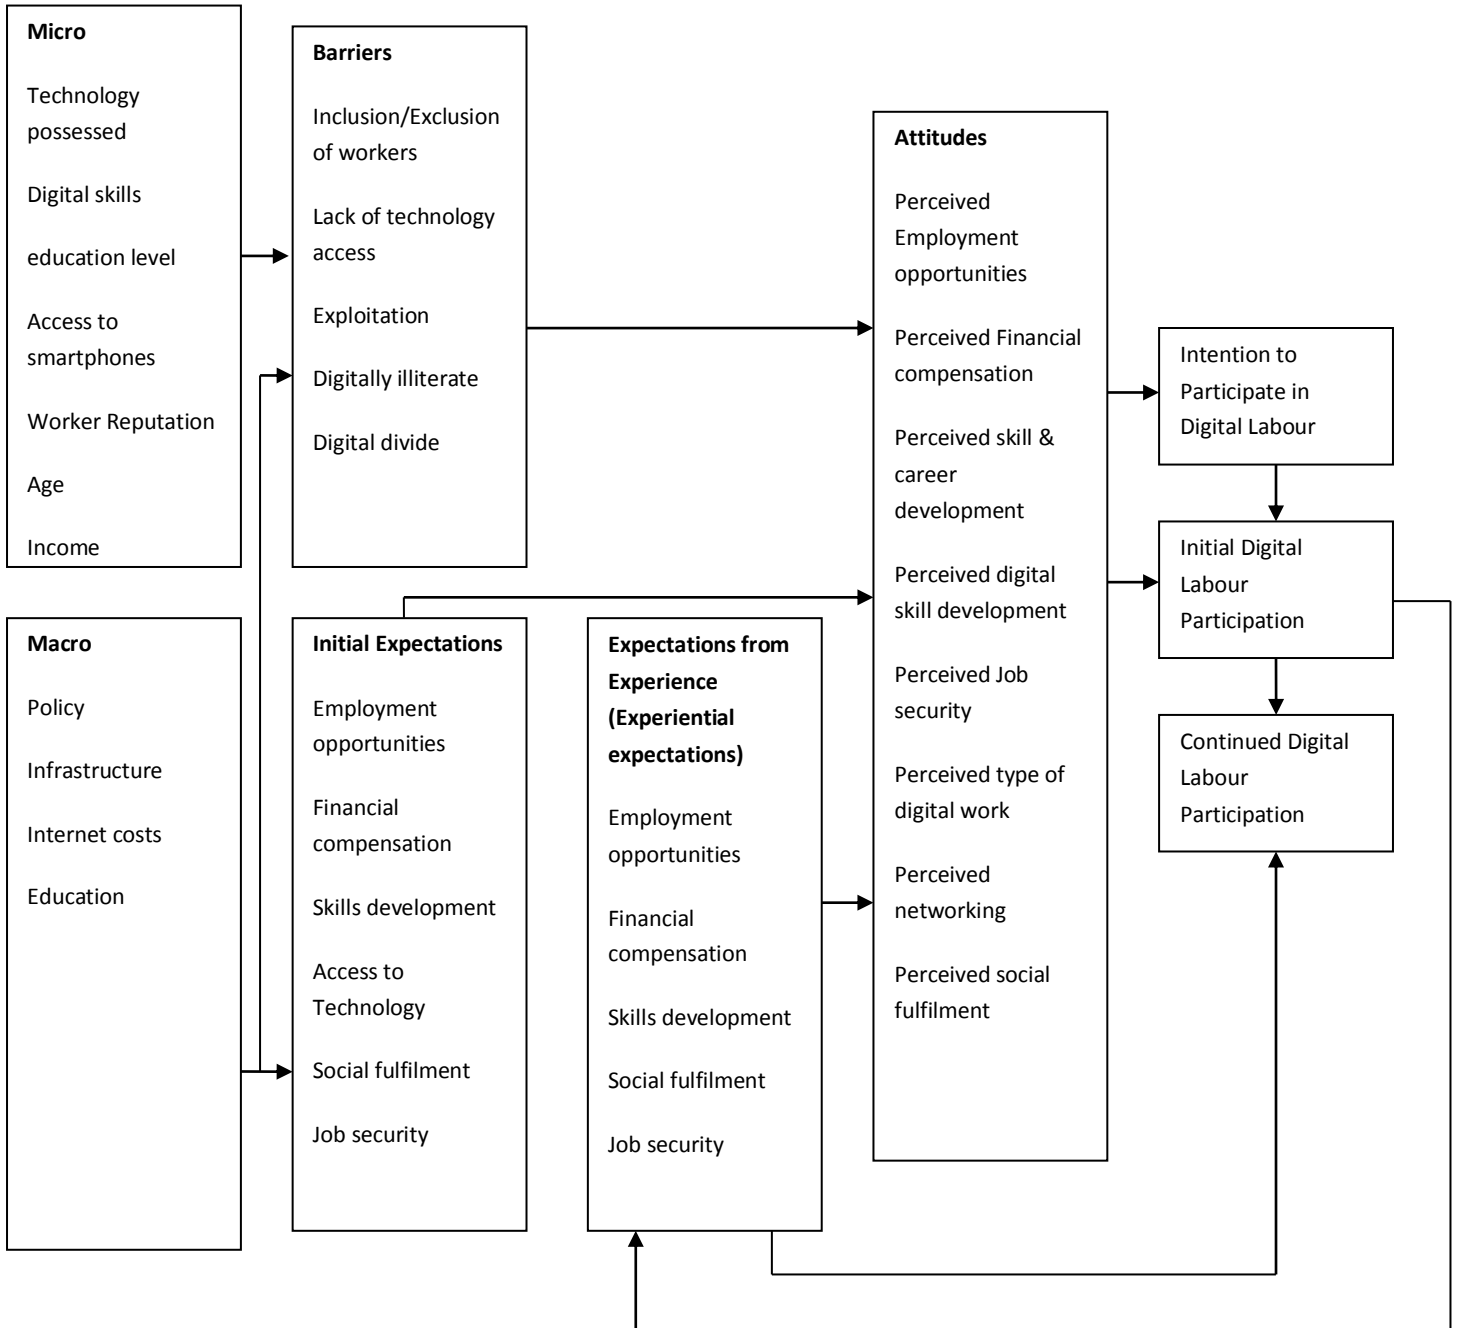 Micro
Technology
possessed
Digital skills
education level
Access to
smartphones
Worker Reputation
Age
Income
Barriers
Inclusion/Exclusion
of workers
Lack of technology
access
Exploitation
Digitally illiterate
Digital divide
Macro
Policy
Infrastructure
Internet costs
Education
Initial Expectations
Employment
opportunities
Financial
compensation
Skills development
Access to
Technology
Social fulfilment
Job security
Expectations from
Experience
(Experiential
expectations)
Employment
opportunities
Financial
compensation
Skills development
Social fulfilment
Job security
Attitudes
Perceived
Employment
opportunities
Perceived Financial
compensation
Perceived skill &
career
development
Perceived digital
skill development
Perceived Job
security
Perceived type of
digital work
Perceived
networking
Perceived social
fulfilment
Intention to
Participate in
Digital Labour
Initial Digital
Labour
Participation
Continued Digital
Labour
Participation